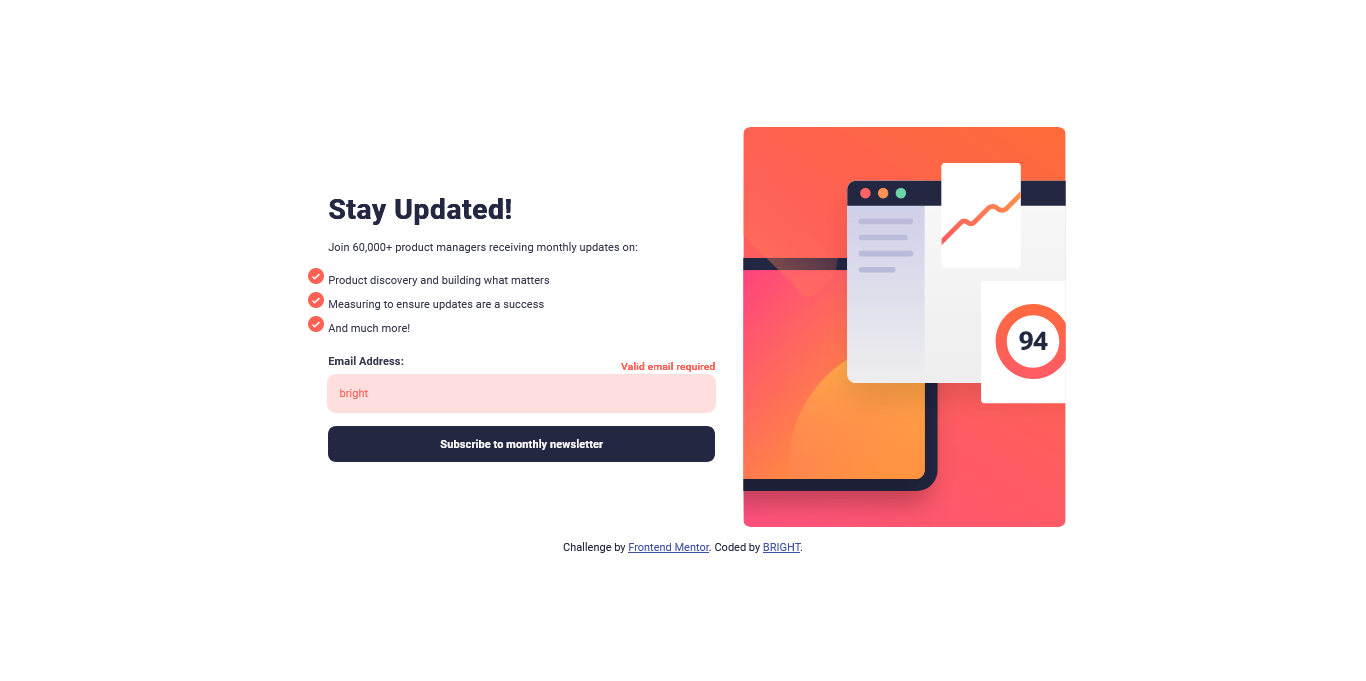 Stay Updated!
Join 60,000+ product managers receiving monthly updates on:
Product discovery and building what matters
Measuring to ensure updates are a success
And much more!
Email Address:
Valid email required
bright
Subscribe to monthly newsletter
94
Challenge by Frontend Mentor. Coded by BRIGHT.